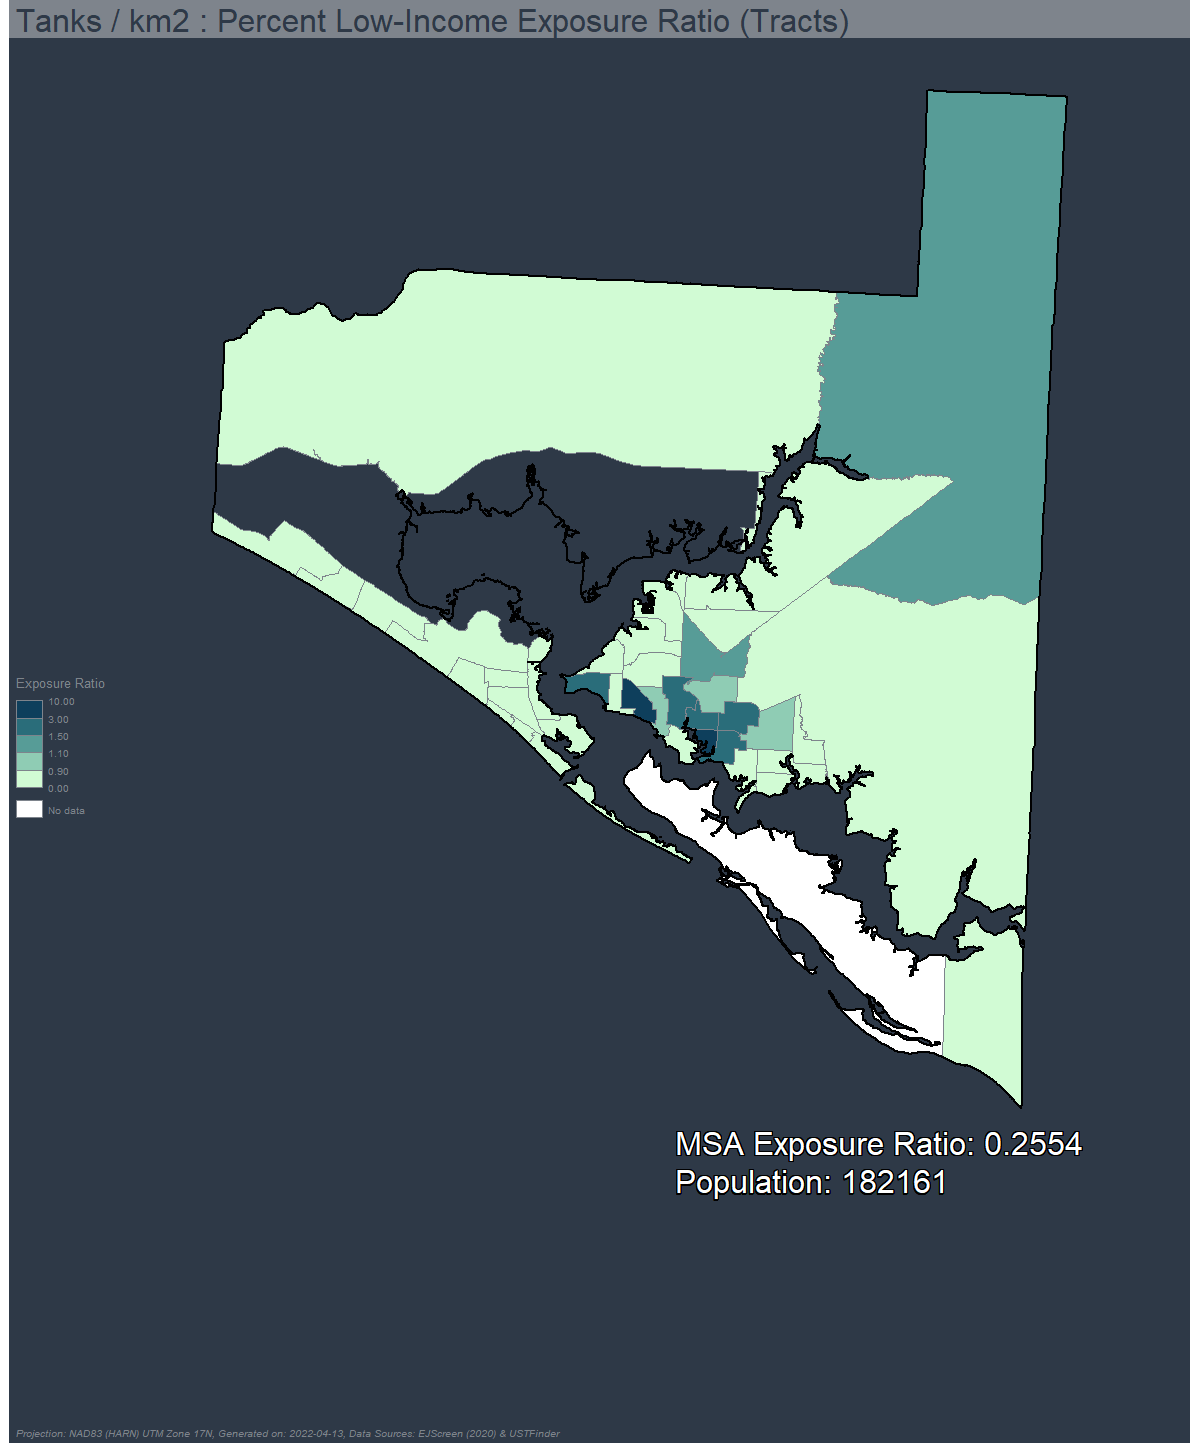 Tanks / km2 : Percent Low-Income Exposure Ratio (Tracts)
Exposure Ratio
10.00
3.00
1.50
1.10
0.90
0.00
No data
MSA Exposure Ratio: 0.2554
Population: 182161
Projection: NAD83 (HARN) UTM Zone 17N, Generated on: 2022-04-13, Data Sources: EJScreen (2020) & USTFinder